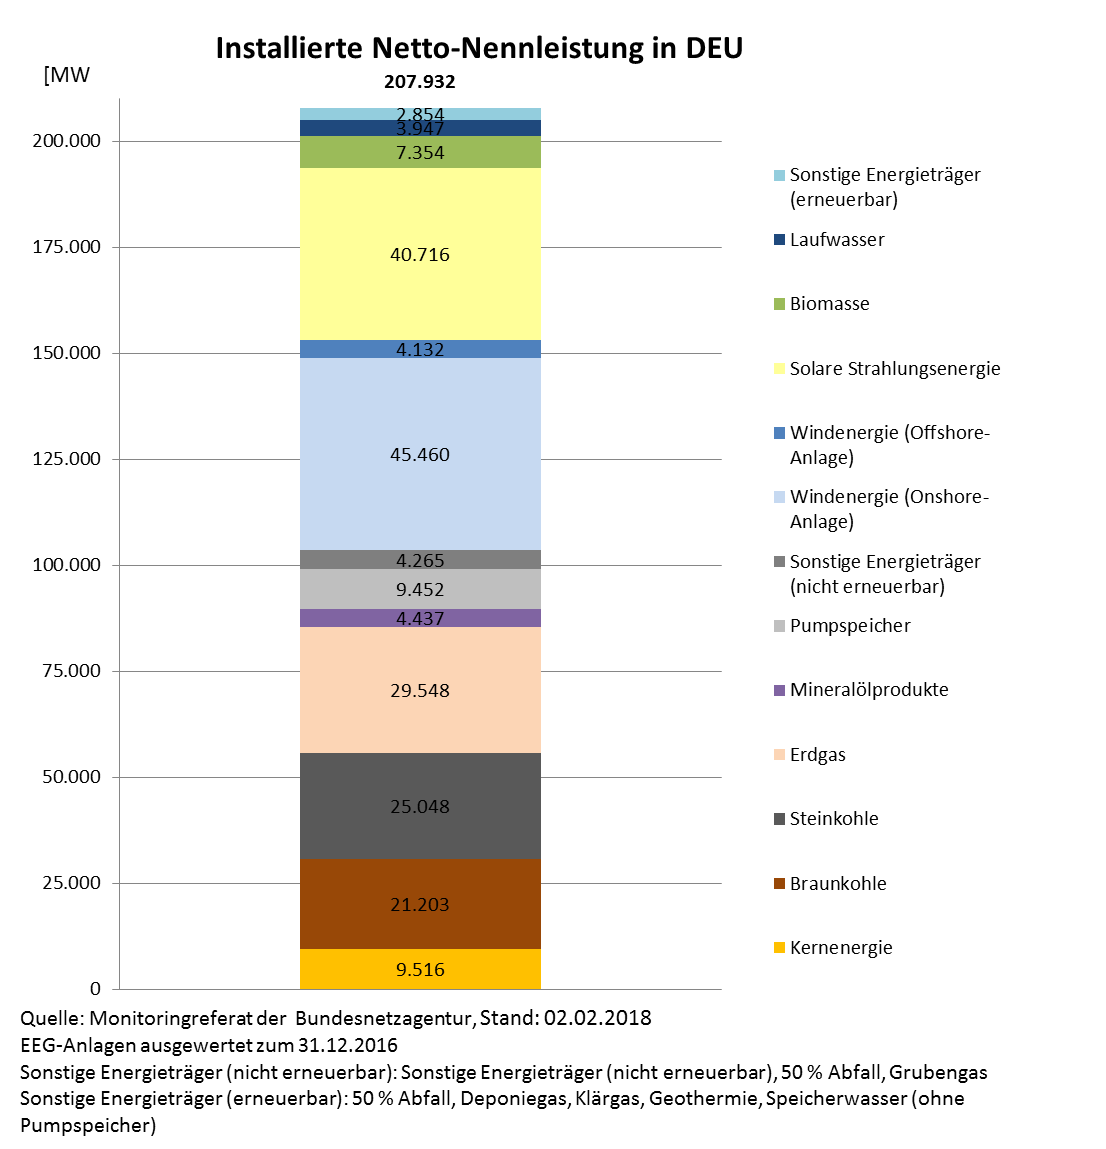 Installierte Netto-Nennleistung in DEU
[MW
207.932
2.854
3.947
7.354
40.716
4.132
45.460
4.265
9.452
4.437
29.548
25.048
21.203
9.516
200.000
175.000
150.000
125.000
100.000
75.000
50.000
25.000
0
Sonstige Energieträger
(erneuerbar)
Laufwasser
Biomasse
Solare Strahlungsenergie
Windenergie (Offshore-
Anlage)
Windenergie (Onshore-
Anlage)
Sonstige Energieträger
(nicht erneuerbar)
Pumpspeicher
Mineralölprodukte
Erdgas
Steinkohle
Braunkohle
Kernenergie
Quelle: Monitoringreferat der Bundesnetzagentur, Stand: 02.02.2018
EEG-Anlagen ausgewertet zum 31.12.2016
Sonstige Energieträger (nicht erneuerbar): Sonstige Energieträger (nicht erneuerbar), 50 % Abfall, Grubengas
Sonstige Energieträger (erneuerbar): 50 % Abfall, Deponiegas, Klärgas, Geothermie, Speicherwasser (ohne
Pumpspeicher)